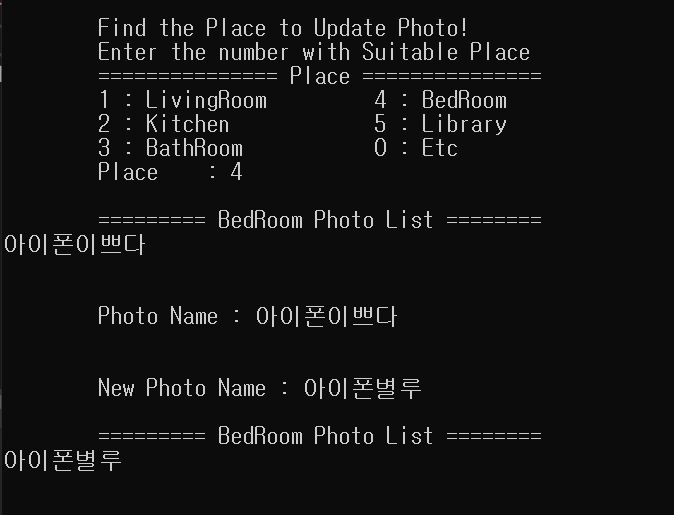 Find the Place to Update Photo!
Enter the number with Suitable Place
=============== Place ===============
1 : LivingRoom 4 : BedRoom
2 : Kitchen 5 : Library
3 : BathRoom 0 : Etc
Place : 4
========= BedRoom Photo List ========
아이폰이쁘다
Photo Name : 아이폰이쁘다
New Photo Name : 아이폰별루
========= BedRoom Photo List ========
아이폰별루